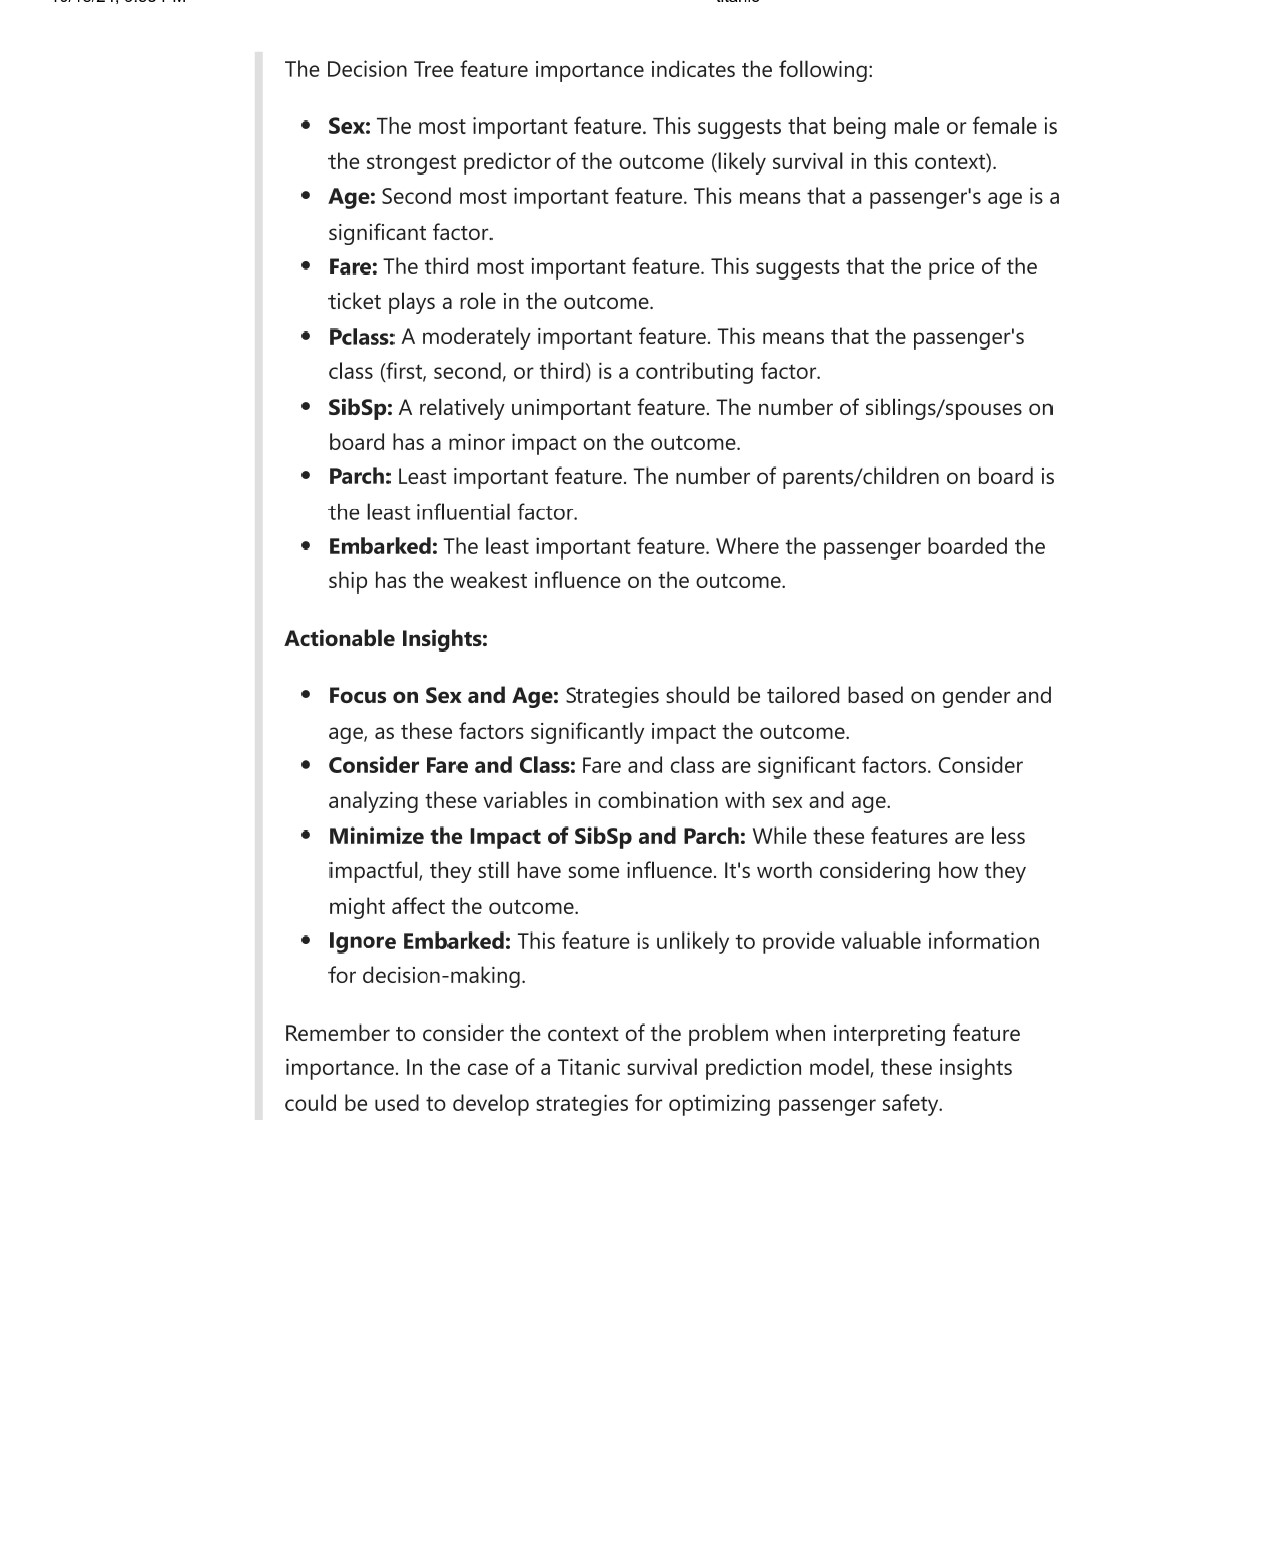 The Decision Tree feature importance indicates the following:
• Sex: The most important feature. This suggests that being male or female is
the strongest predictor of the outcome (likely survival in this context).
• Age: Second most important feature. This means that a passenger's age is a
significant factor.
• Fare: The third most important feature. This suggests that the price of the
ticket plays a role in the outcome.
• Pclass: A moderately important feature. This means that the passenger's
class (first, second, or third) is a contributing factor.
• SibSp: A relatively unimportant feature. The number of siblings/spouses on
board has a minor impact on the outcome.
• Parch: Least important feature. The number of parents/children on board is
the least influential factor.
• Embarked: The least important feature. Where the passenger boarded the
ship has the weakest influence on the outcome.
Actionable Insights:
• Focus on Sex and Age: Strategies should be tailored based on gender and
age, as these factors significantly impact the outcome.
• Consider Fare and Class: Fare and class are significant factors. Consider
analyzing these variables in combination with sex and age.
• Minimize the Impact of SibSp and Parch: While these features are less
impactful, they still have some influence. It's worth considering how they
might affect the outcome.
• Ignore Embarked: This feature is unlikely to provide valuable information
for decision-making.
Remember to consider the context of the problem when interpreting feature
importance. In the case of a Titanic survival prediction model, these insights
could be used to develop strategies for optimizing passenger safety.